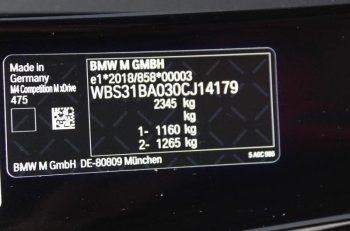 Made in
Germany
M4 Competition M xDrive
475
BMW M GMBH
e1*2018/858*00003
WBS31BA030CJ14179
2345 kg
kg
1- 1160 kg
2- 1265 kg
BMW M GmbH DE-80809 München
5 A0C 986